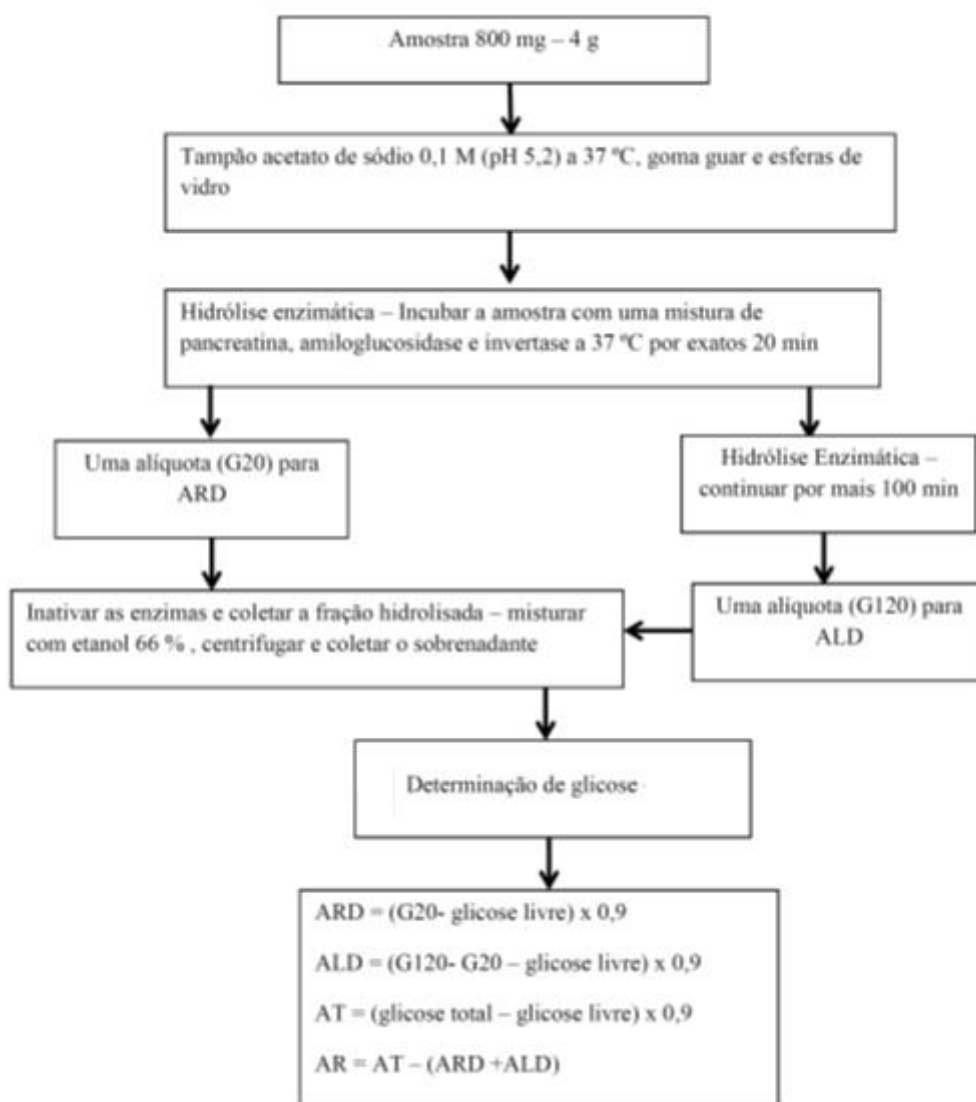 Amostra 800 mg – 4 g
Tampão acetato de sódio 0,1 M (pH 5,2) a 37 ºC, goma guar e esferas de
vidro
Hidrólise enzimática – Incubar a amostra com uma mistura de
pancreatina, amiloglucosidase e invertase a 37 ºC por exatos 20 min
Uma alíquota (G20) para
ARD
Hidrólise Enzimática –
continuar por mais 100 min
Inativar as enzimas e coletar a fração hidrolisada – misturar
com etanol 66 % , centrifugar e coletar o sobrenadante
Uma alíquota (G120) para
ALD
Determinação de glicose
ARD = (G20- glicose livre) x 0,9
ALD = (G120- G20 – glicose livre) x 0,9
AT = (glicose total – glicose livre) x 0,9
AR = AT – (ARD +ALD)